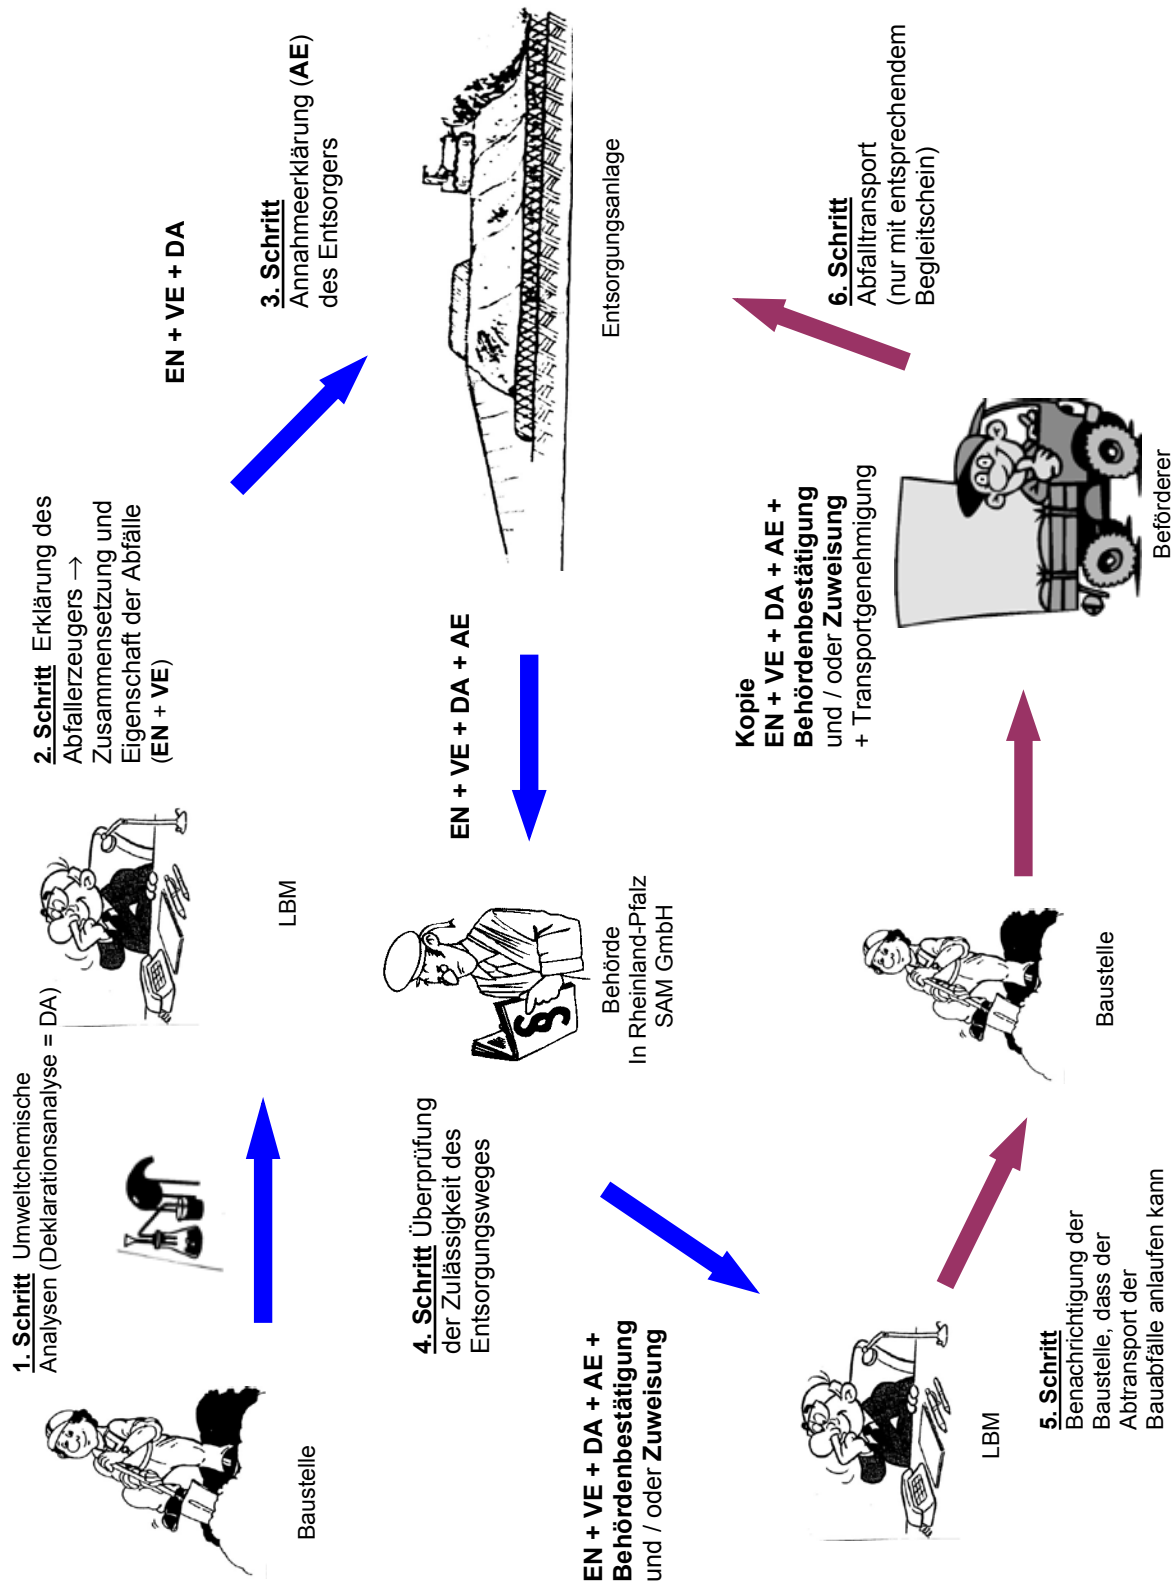 1. Schritt Umweltchemische
Analysen (Deklarationsanalyse = DA)
Baustelle
2. Schritt Erklärung des
Abfallerzeugers →
Zusammensetzung und
Eigenschaft der Abfälle
(EN + VE)
LBM
EN + VE + DA
3. Schritt
Annahmeerklärung (AE)
des Entsorgers
Entsorgungsanlage
EN + VE + DA + AE
4. Schritt Überprüfung
der Zulässigkeit des
Entsorgungsweges
§
Behörde
In Rheinland-Pfalz
SAM GmbH
EN + VE + DA + AE +
Behördenbestätigung
und / oder Zuweisung
LBM
5. Schritt
Benachrichtigung der
Baustelle, dass der
Abtransport der
Bauabfälle anlaufen kann
Baustelle
Kopie
EN + VE + DA + AE +
Behördenbestätigung
und / oder Zuweisung
+ Transportgenehmigung
Beförderer
6. Schritt
Abfalltransport
(nur mit entsprechendem
Begleitschein)